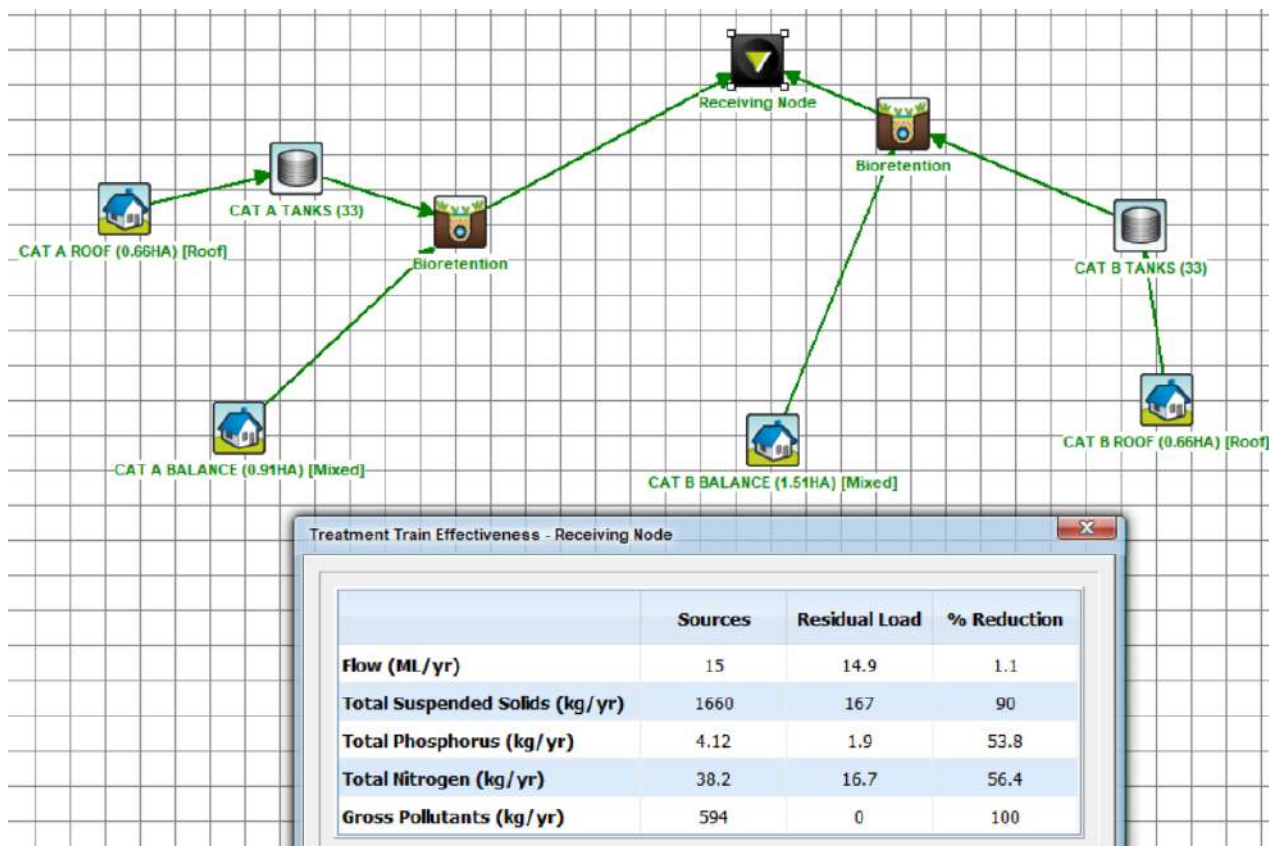 Receiving Node
Bioretention
CAT A TANKS (33)
CAT A ROOF (0.66HA) [Roof]
Bioretention
CAT B TANKS (33)
CAT B ROOF (0.66HA) [Roof]
CAT A BALANCE (0.91HA) [Mixed]
CAT B BALANCE (1.51HA) [Mixed]
Treatment Train Effectiveness - Receiving Node
Sources Residual Load % Reduction
Flow (ML/yr) 15 14.9 1.1
Total Suspended Solids (kg/yr) 1660 167 90
Total Phosphorus (kg/yr) 4.12 1.9 53.8
Total Nitrogen (kg/yr) 38.2 16.7 56.4
Gross Pollutants (kg/yr) 594 0 100